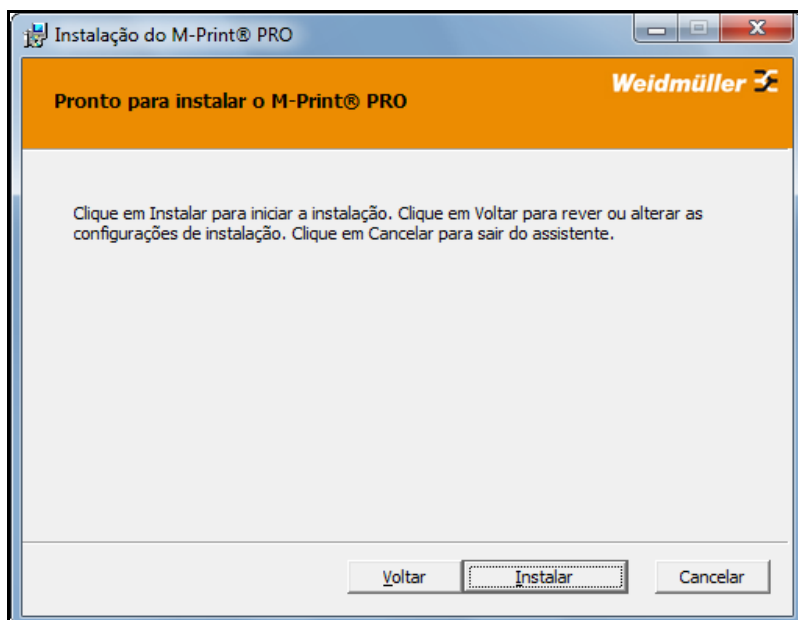 Instalação do M-Print® PRO
Weidmüller
Pronto para instalar o M-Print® PRO
Clique em Instalar para iniciar a instalação. Clique em Voltar para rever ou alterar as
configurações de instalação. Clique em Cancelar para sair do assistente.
Voltar
Instalar
Cancelar